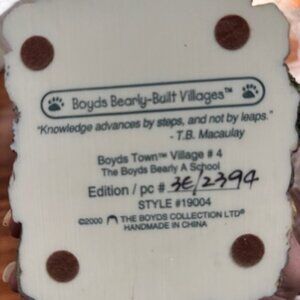 Boyds Bearly-Built Villages™
"Knowledge advances by steps, and not by leaps."
- T.B. Macaulay
Boyds Town™ Village # 4
The Boyds Bearly A School
Edition / pc # 3E/2394
STYLE #19004
©2000 THE BOYDS COLLECTION LTD®
HANDMADE IN CHINA